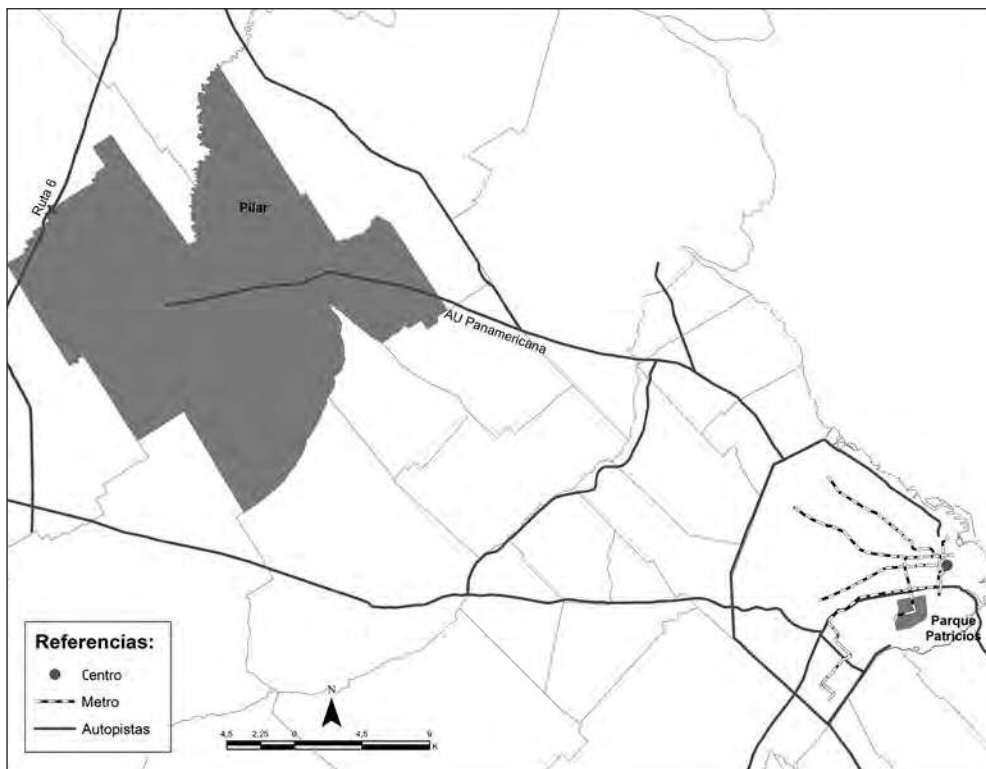 Ruta 6
Pilar
AU Panamericana
Parque
Patricios
Referencias:
Centro
Metro
Autopistas
N
4,5 2,25 0 4,5 9
K